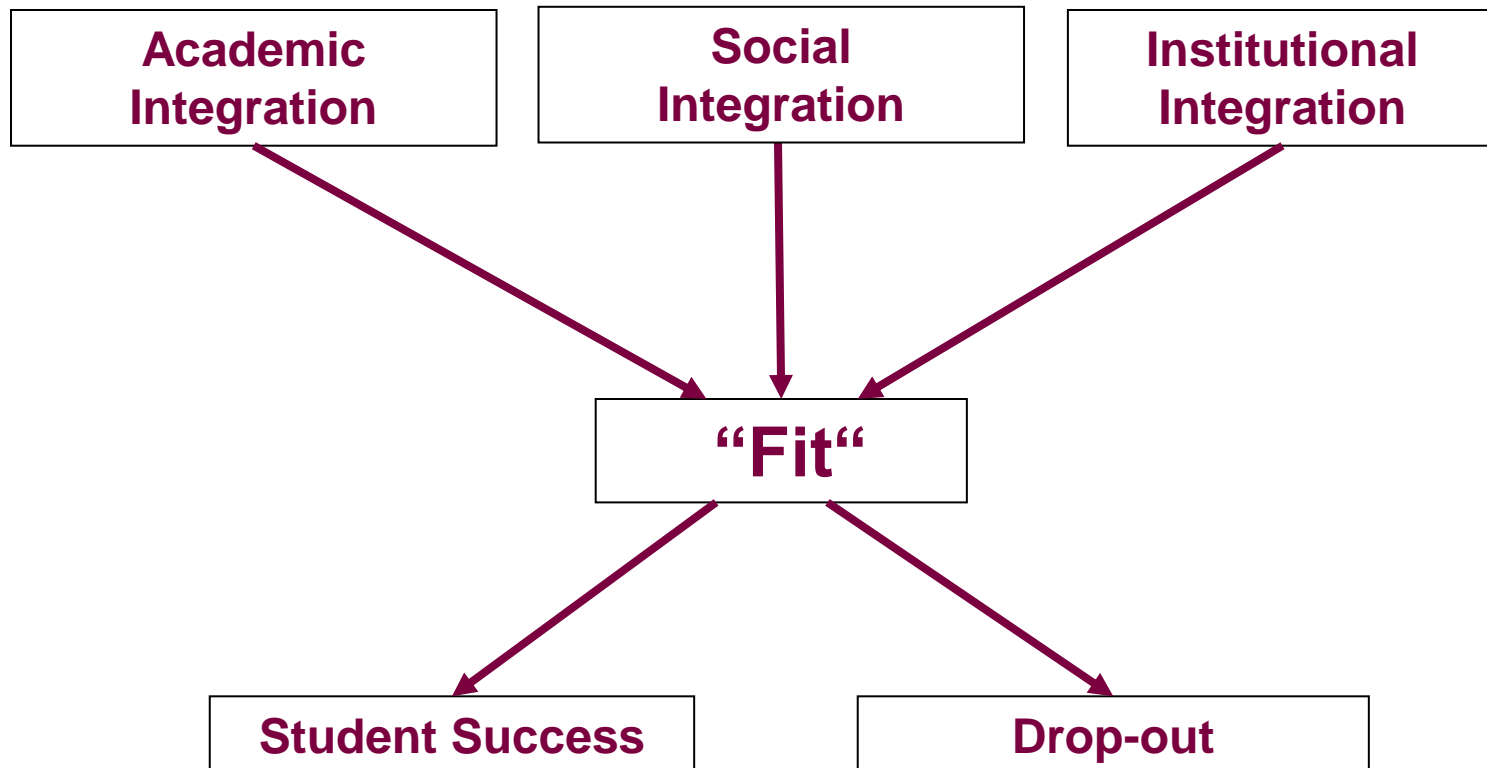 Academic
Integration
Social
Integration
Institutional
Integration
“Fit“
Student Success
Drop-out